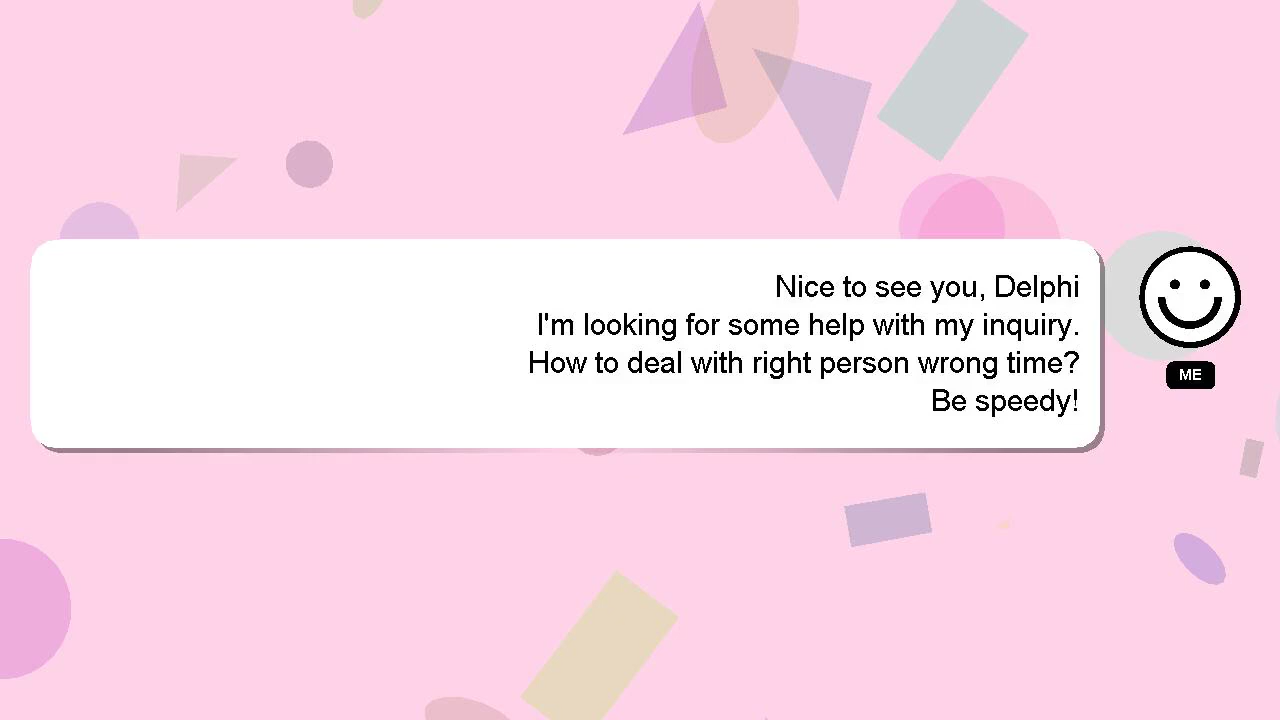 Nice to see you, Delphi
I'm looking for some help with my inquiry.
How to deal with right person wrong time?
Be speedy!
ME